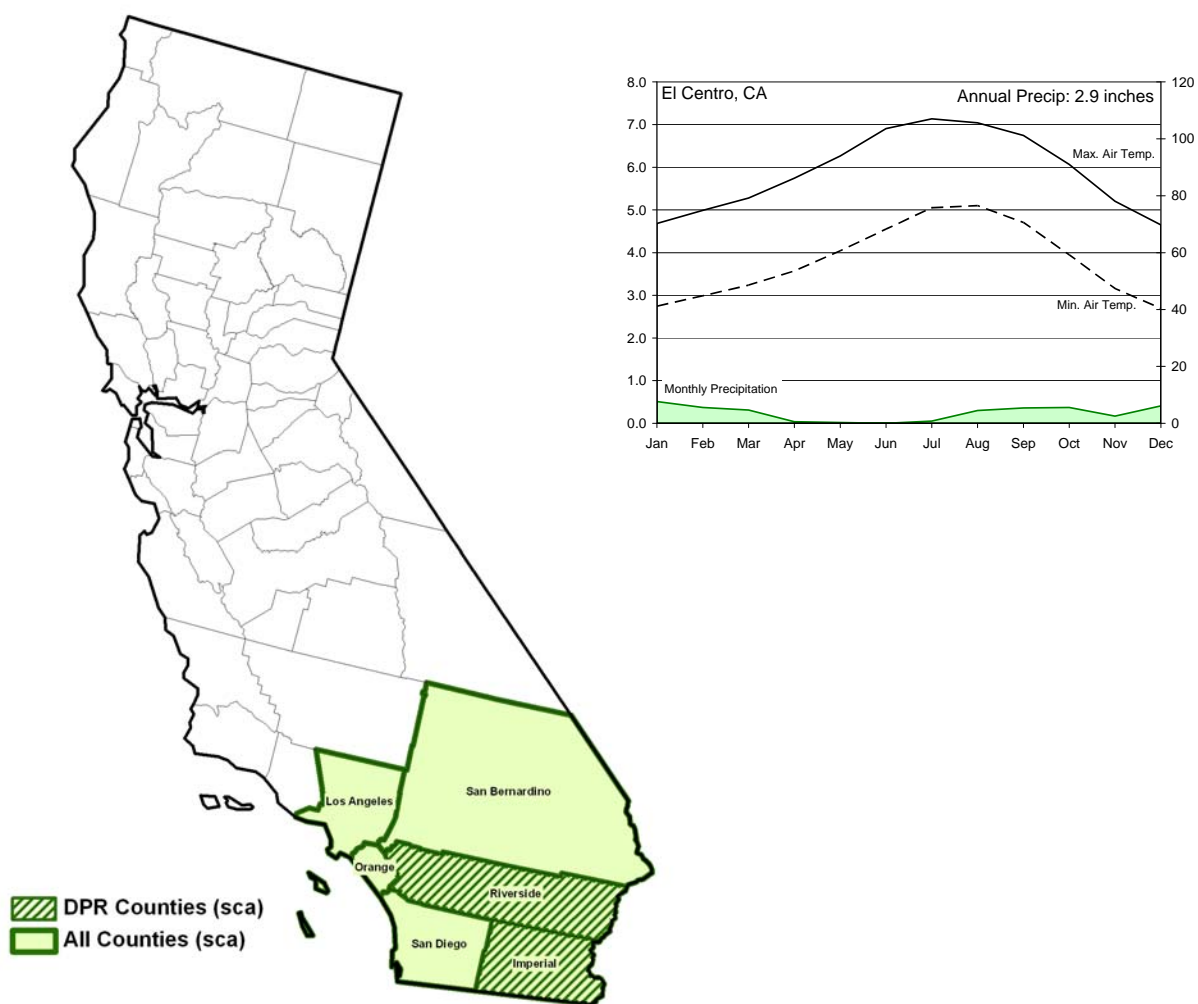 El Centro, CA Annual Precip: 2.9 inches
8.0 120
7.0 100
Max. Air Temp.
6.0 80
5.0
4.0 60
3.0 Min. Air Temp. 40
2.0 20
1.0 Monthly Precipitation
0.0 0
Jan Feb Mar Apr May Jun Jul Aug Sep Oct Nov Dec
San Bernardino
Los Angeles
Orange
Riverside
San Diego
Imperial
DPR Counties (sca)
All Counties (sca)